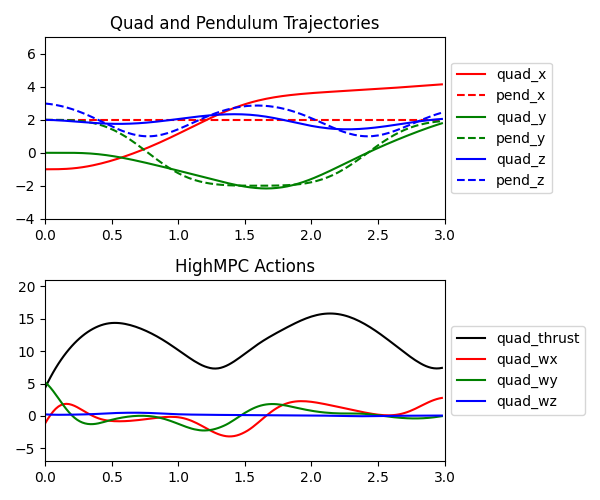 Quad and Pendulum Trajectories
6
4
2
0
−2
−4
0.0 0.5 1.0 1.5 2.0 2.5 3.0
quad_x
pend_x
quad_y
pend_y
quad_z
pend_z
HighMPC Actions
20
15
10
5
0
−5
0.0 0.5 1.0 1.5 2.0 2.5 3.0
quad_thrust
quad_wx
quad_wy
quad_wz